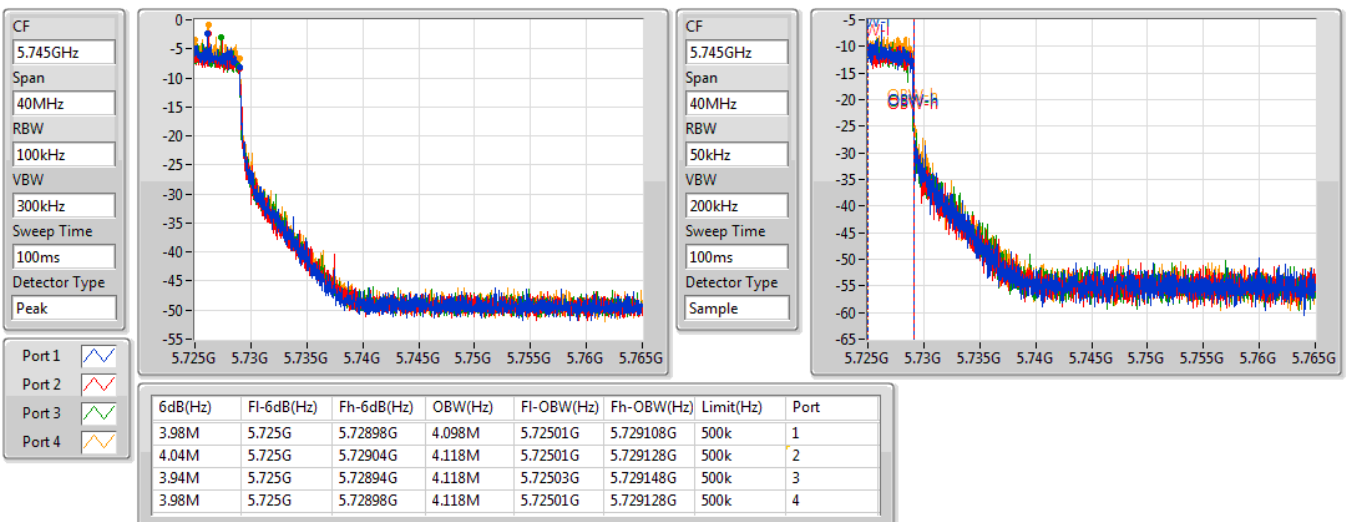 CF
5.745GHz
Span
40MHz
RBW
100kHz
VBW
300kHz
Sweep Time
100ms
Detector Type
Peak
0
-5
-10
-15
-20
-25
-30
-35
-40
-45
-50
-55
5.725G 5.73G 5.735G 5.74G 5.745G 5.75G 5.755G 5.76G 5.765G
CF
5.745GHz
Span
40MHz
RBW
50kHz
VBW
200kHz
Sweep Time
100ms
Detector Type
Sample
-5
-10
-15
-20
-25
-30
-35
-40
-45
-50
-55
-60
-65
OBW-h
5.725G 5.73G 5.735G 5.74G 5.745G 5.75G 5.755G 5.76G 5.765G
Port 1
Port 2
Port 3
Port 4
6dB(Hz) Fl-6dB(Hz) Fh-6dB(Hz) OBW(Hz) Fl-OBW(Hz) Fh-OBW(Hz) Limit(Hz) Port
3.98M 5.725G 5.72898G 4.098M 5.72501G 5.729108G 500k 1
4.04M 5.725G 5.72904G 4.118M 5.72501G 5.729128G 500k 2
3.94M 5.725G 5.72894G 4.118M 5.72503G 5.729148G 500k 3
3.98M 5.725G 5.72898G 4.118M 5.72501G 5.729128G 500k 4